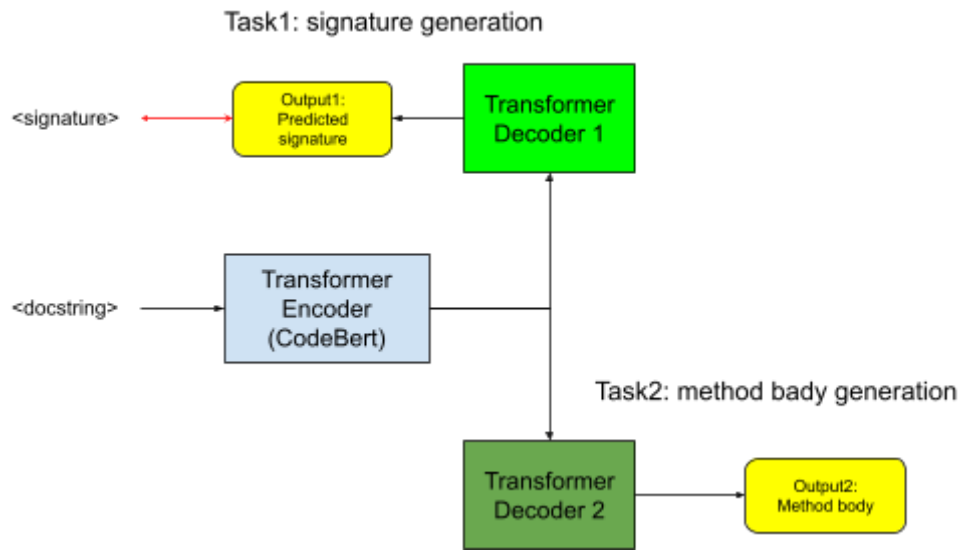 Task1: signature generation
<signature>
Output1:
Predicted
signature
Transformer
Decoder 1
<docstring>
Transformer
Encoder
(CodeBert)
Task2: method bady generation
Transformer
Decoder 2
Output2:
Method body